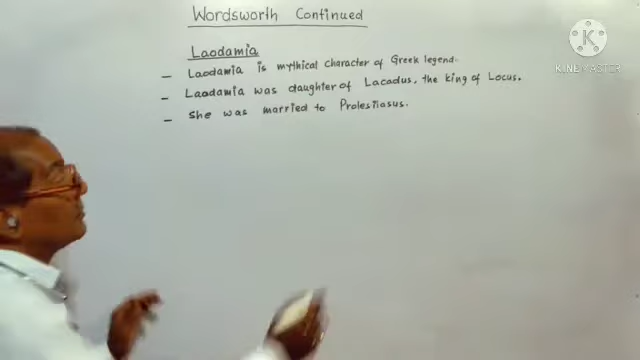 Wordsworth Continued
Laodamia
- Laodamia is mythical character of Greek legend.
- Laodamia was daughter of Lacodus, the king of Locus.
- She was married to Prolestiasus.
K
KINEMASTER